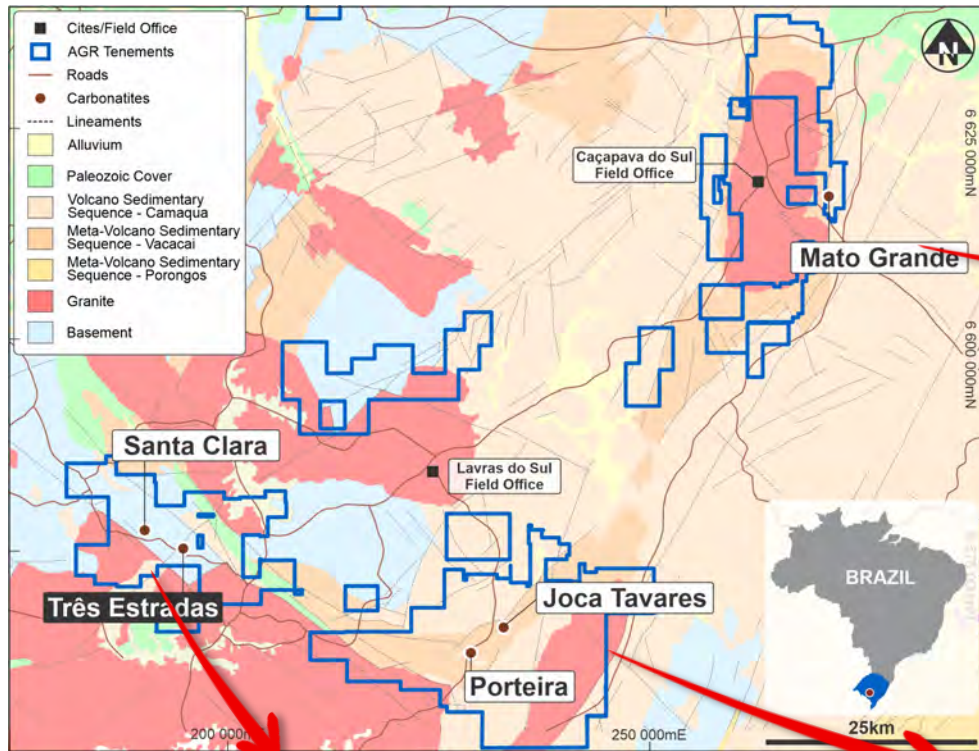 Cites/Field Office
AGR Tenements
Roads
Carbonatites
Lineaments
Alluvium
Paleozoic Cover
Volcano Sedimentary
Sequence - Camaqua
Meta-Volcano Sedimentary
Sequence - Vacacai
Meta-Volcano Sedimentary
Sequence - Porongos
Granite
Basement
N
6 625 000mN
Caçapava do Sul
Field Office
Mato Grande
6 600 000mN
Santa Clara
Lavras do Sul
Field Office
Três Estradas
Joca Tavares
Porteira
BRAZIL
200 000mE
250 000mE
25km